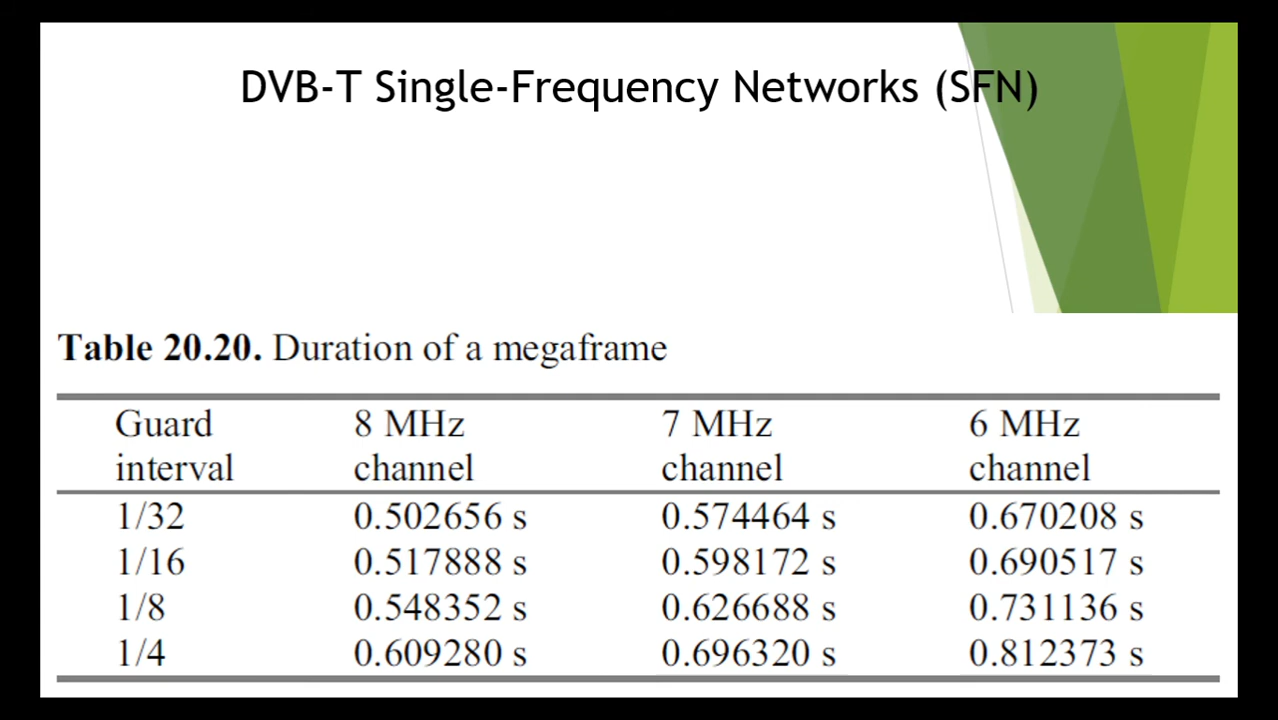 DVB-T Single-Frequency Networks (SFN)
Table 20.20. Duration of a megaframe
Guard interval 8 MHz channel 7 MHz channel 6 MHz channel
1/32 0.502656 s 0.574464 s 0.670208 s
1/16 0.517888 s 0.598172 s 0.690517 s
1/8 0.548352 s 0.626688 s 0.731136 s
1/4 0.609280 s 0.696320 s 0.812373 s